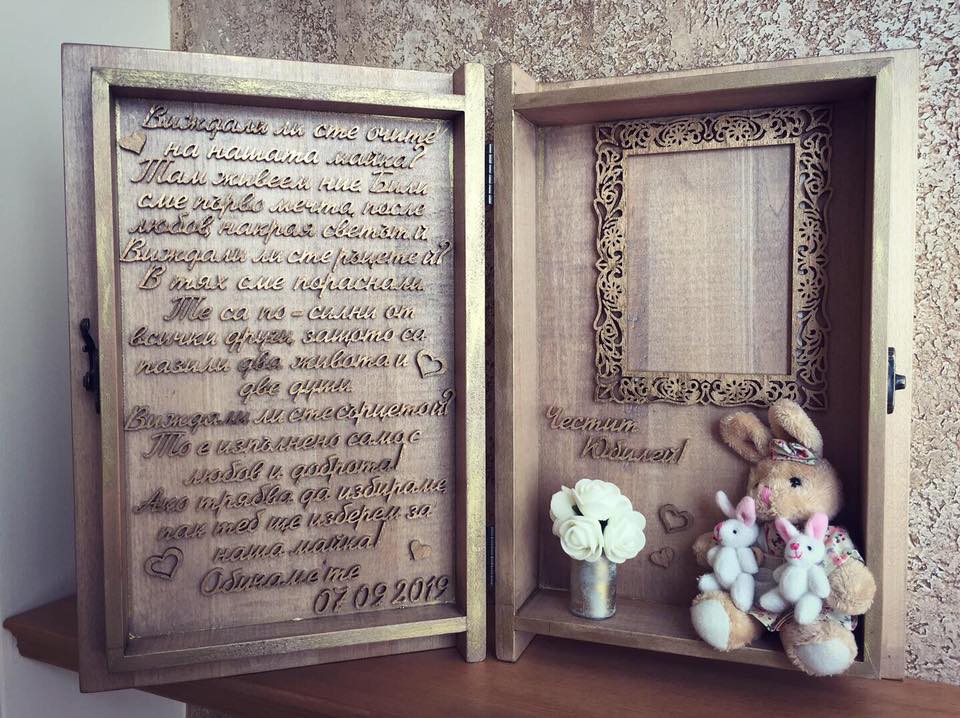 Виждали ли сте очите
на нашата майка?
Там живеем ние Били
сме първо мечта, после
любов, накрая светът й
Виждали ли сте ръцете й?
В тях сме пораснали.
Те са по - силни от
всички други, защото са
пазили два живота и
две души.
Виждали ли сте сърцето й?
То е изпълнено само с
любов и доброта!
Ако трябва да избираме,
пак теб ще изберем за
наша майка!
Обичаме те
07 09 2019
Честит
Юбилей!